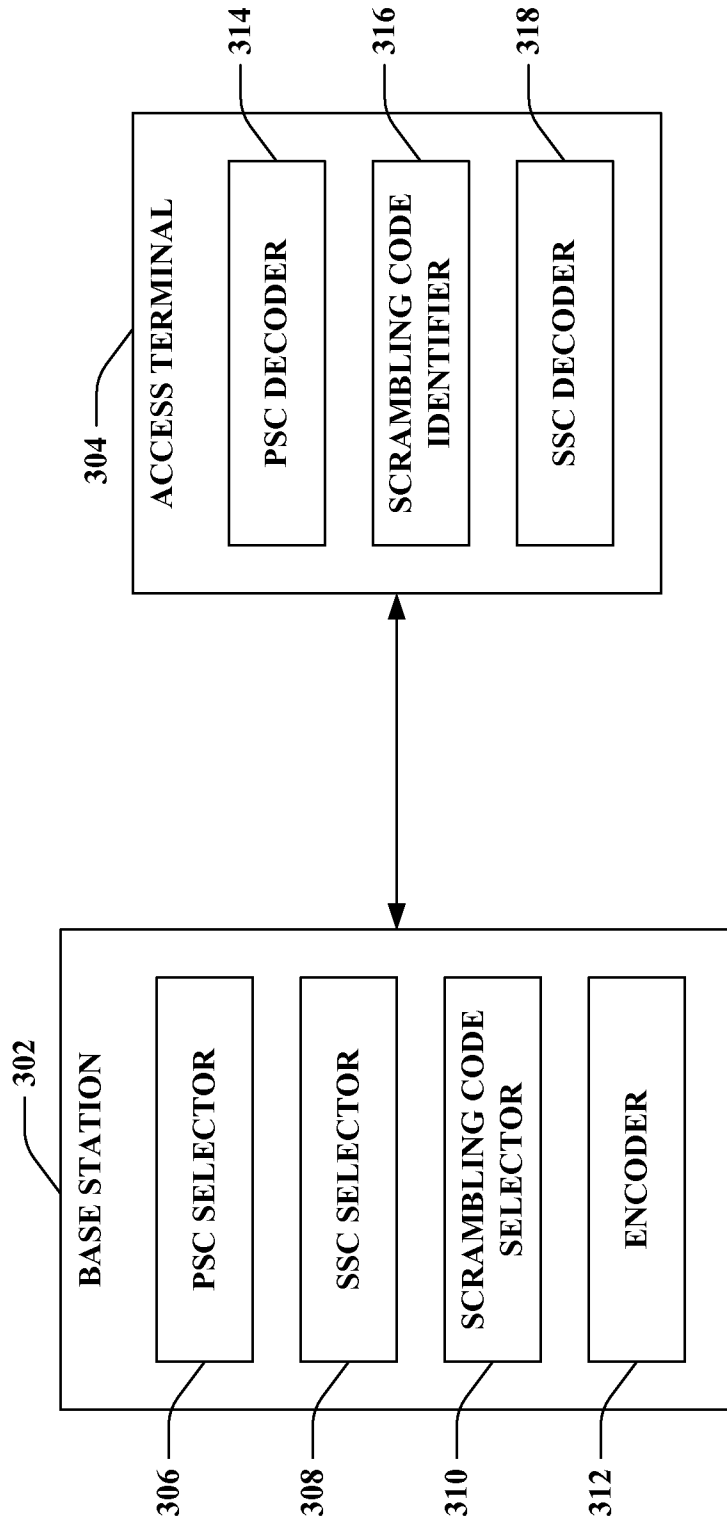 302
BASE STATION
306
PSC SELECTOR
308
SSC SELECTOR
310
SCRAMBLING CODE
SELECTOR
312
ENCODER
304
ACCESS TERMINAL
PSC DECODER
314
SCRAMBLING CODE
IDENTIFIER
316
SSC DECODER
318